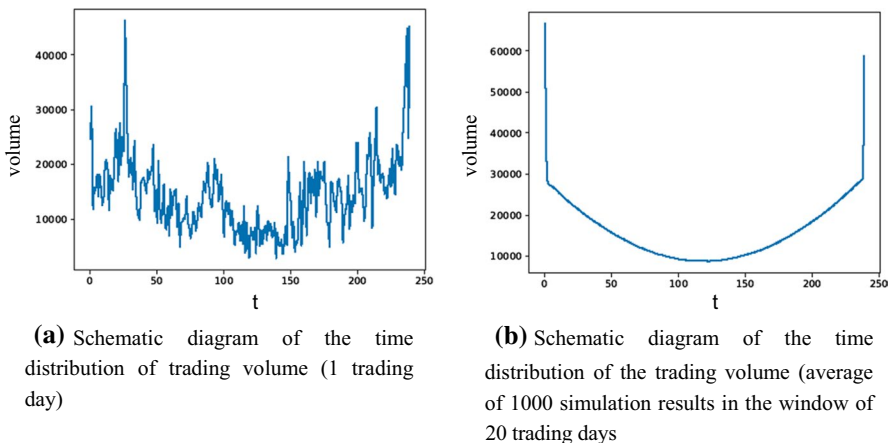 40000
30000
20000
10000
volume
0 50 100 150 200 250
t
(a) Schematic diagram of the time
distribution of trading volume (1 trading
day)
60000
50000
40000
30000
20000
10000
volume
0 50 100 150 200 250
t
(b) Schematic diagram of the time
distribution of the trading volume (average
of 1000 simulation results in the window of
20 trading days